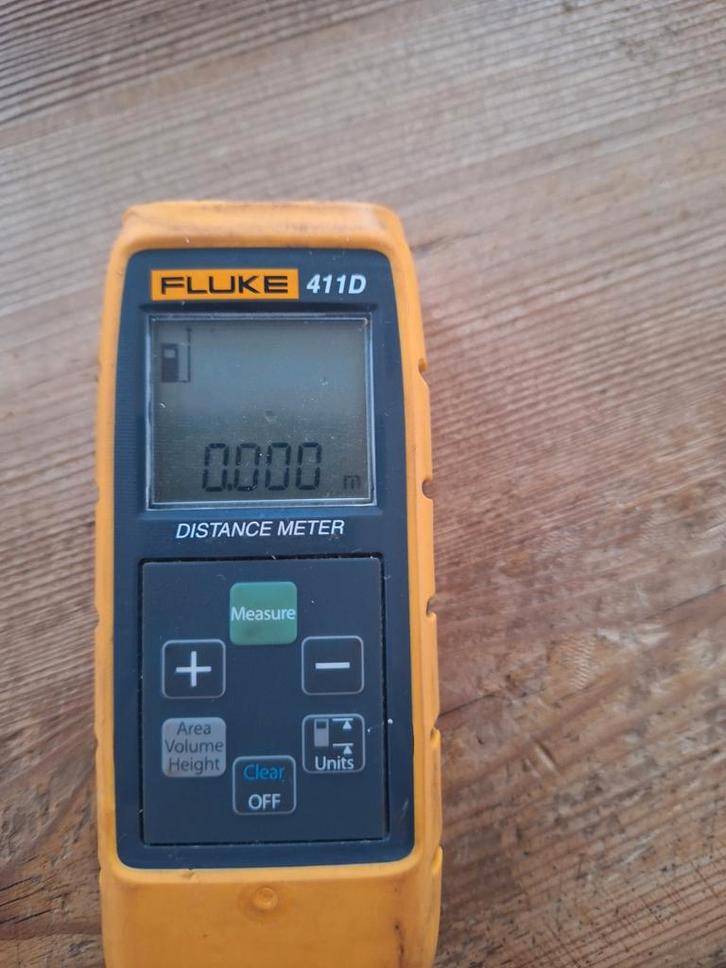 FLUKE 411D
0.000 m
DISTANCE METER
Measure
+ −
Area
Volume
Height
Units
Clear
OFF